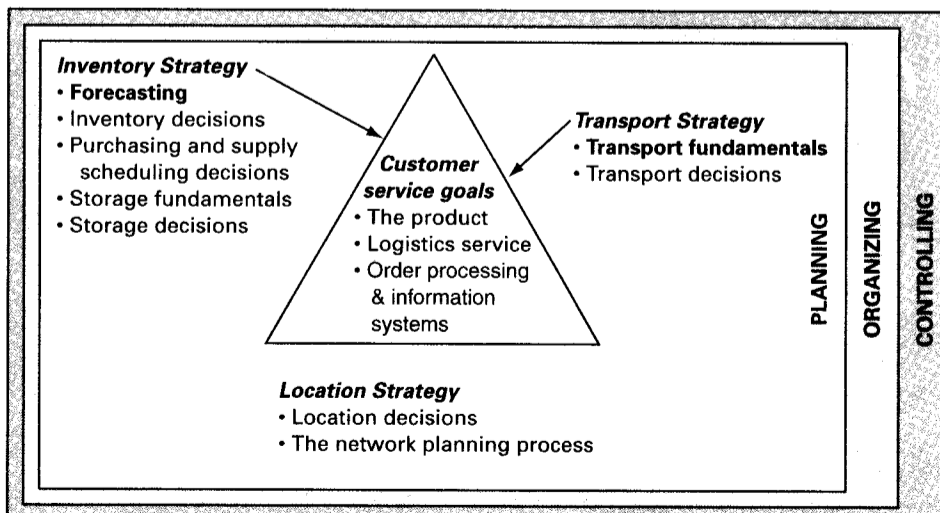 Inventory Strategy
• Forecasting
• Inventory decisions
• Purchasing and supply
scheduling decisions
• Storage fundamentals
• Storage decisions
Customer
service goals
• The product
• Logistics service
• Order processing
& information
systems
Transport Strategy
• Transport fundamentals
• Transport decisions
Location Strategy
• Location decisions
• The network planning process
PLANNING
ORGANIZING
CONTROLLING